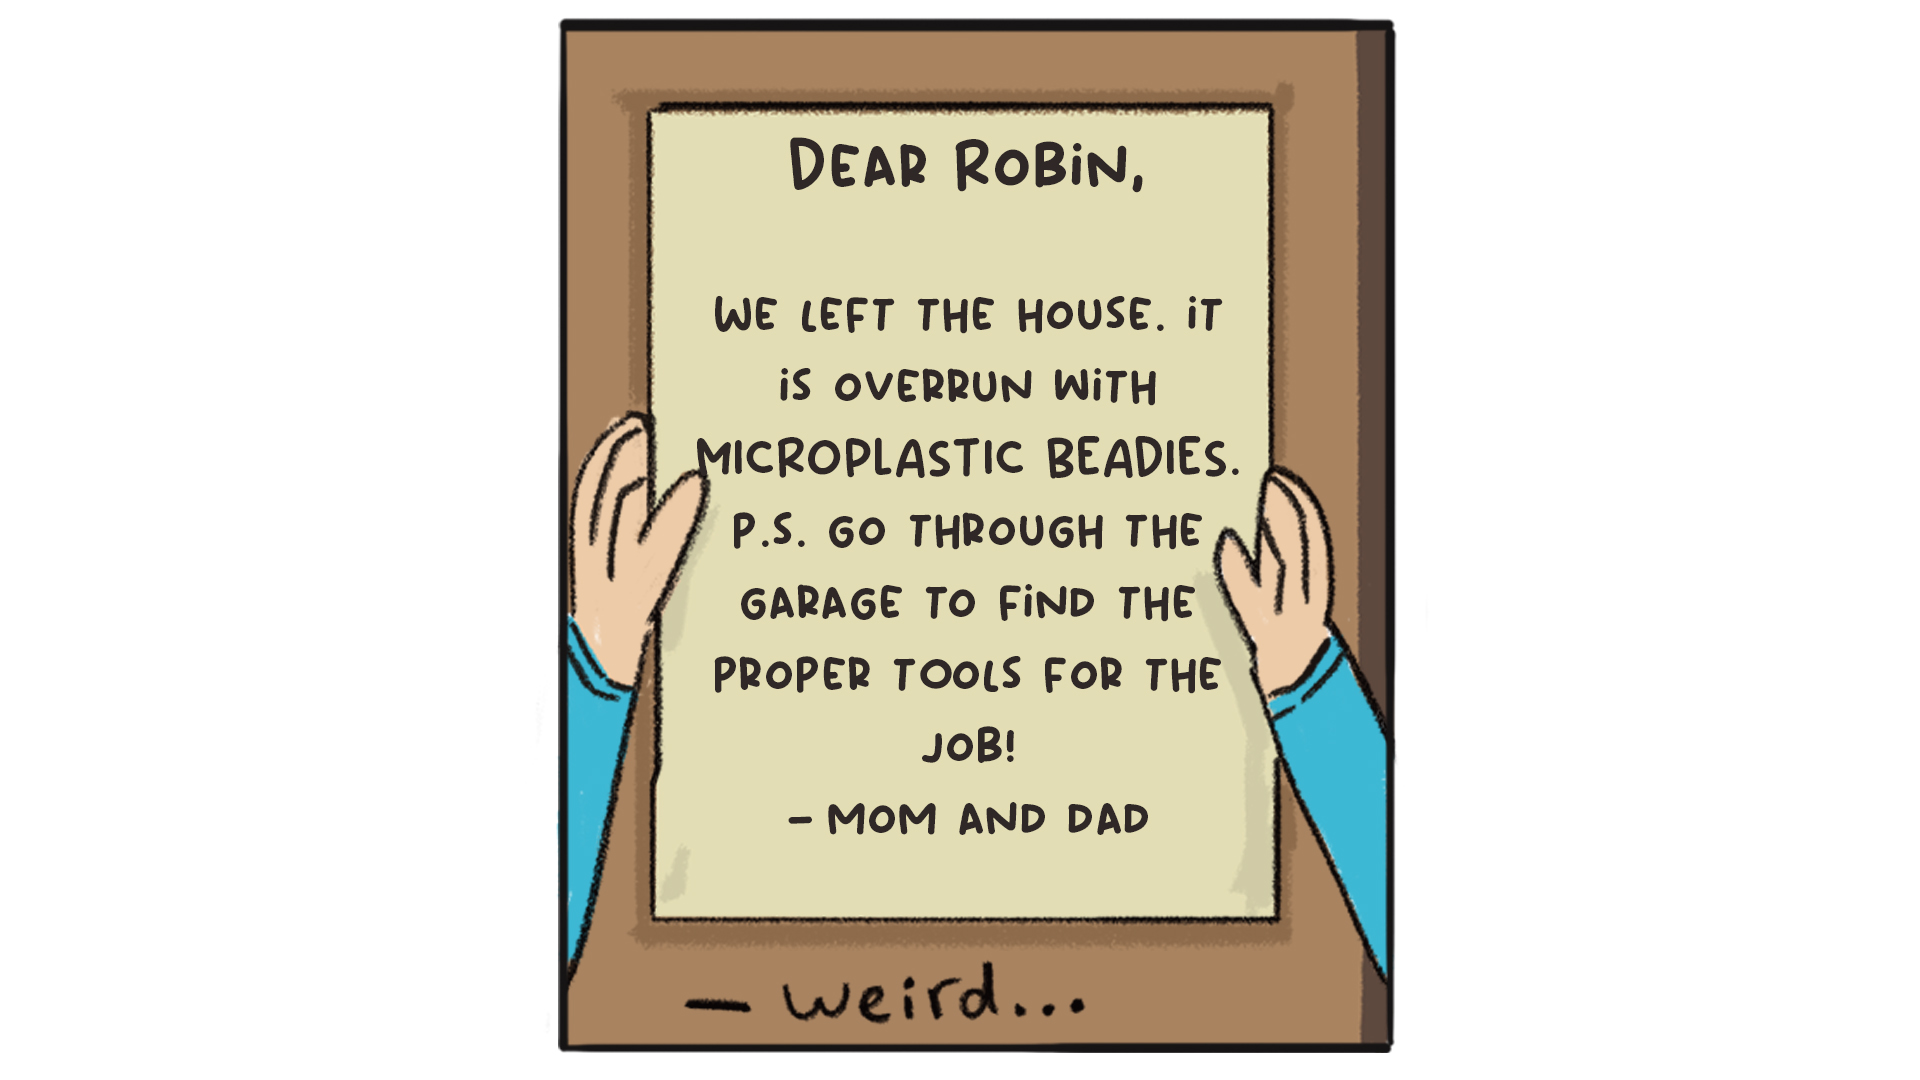 DEAR ROBiN,
WE LEFT THE HOUSE. iT
iS OVERRUN WiTH
MICROPLASTIC BEADIES.
P.S. GO THROUGH THE
GARAGE TO FiND THE
PROPER TOOLS FOR THE
JOB!
- MOM AND DAD
- weird...